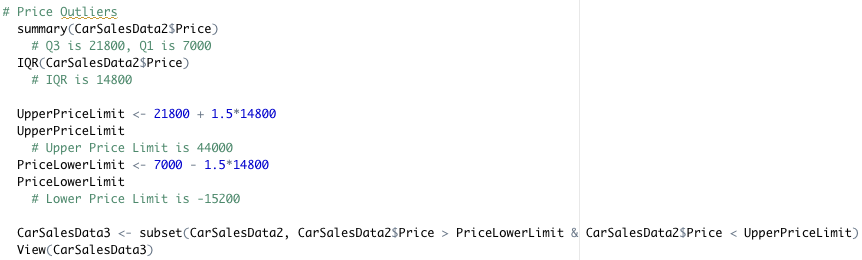 # Price Outliers
summary(CarSalesData2$Price)
# Q3 is 21800, Q1 is 7000
IQR(CarSalesData2$Price)
# IQR is 14800
UpperPriceLimit <- 21800 + 1.5*14800
UpperPriceLimit
# Upper Price Limit is 44000
PriceLowerLimit <- 7000 - 1.5*14800
PriceLowerLimit
# Lower Price Limit is -15200
CarSalesData3 <- subset(CarSalesData2, CarSalesData2$Price > PriceLowerLimit & CarSalesData2$Price < UpperPriceLimit)
View(CarSalesData3)